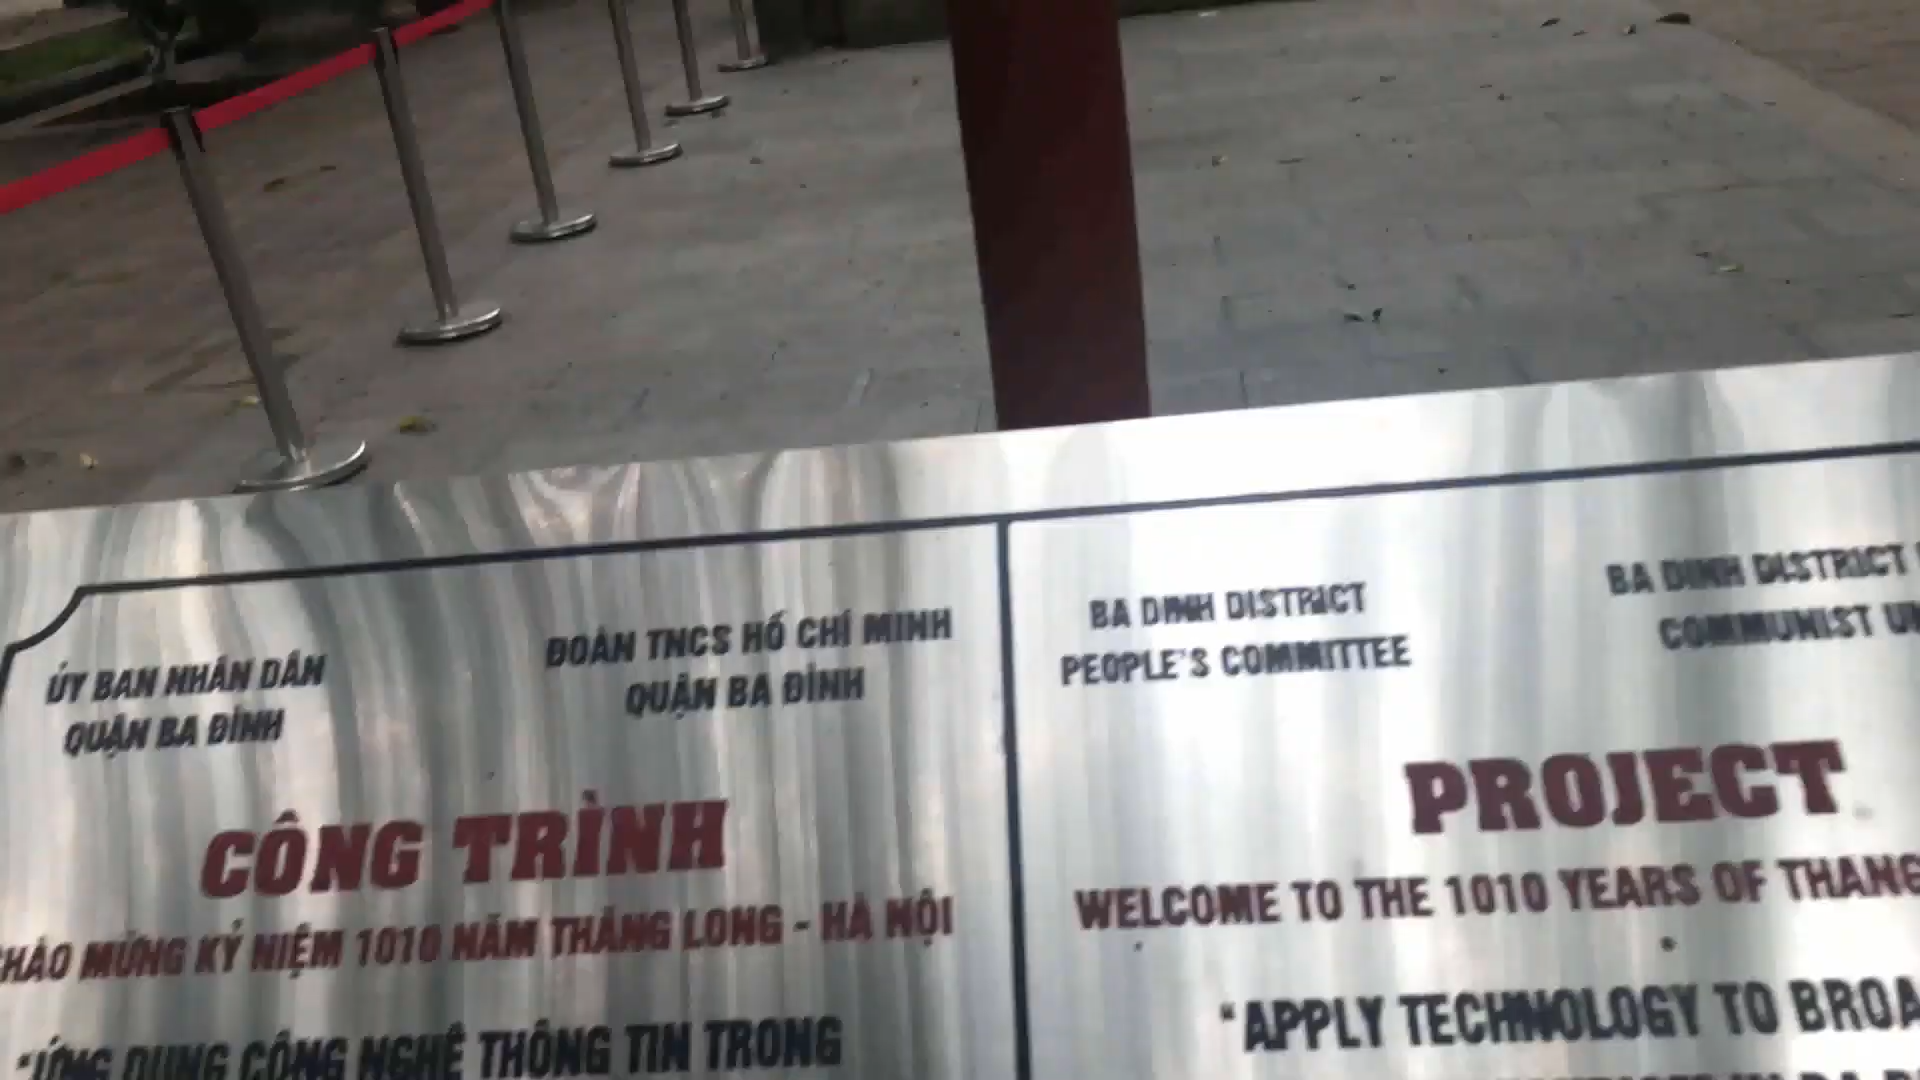 ỦY BAN NHÂN DÂN
QUẬN BA ĐÌNH
ĐOÀN TNCS HỒ CHÍ MINH
QUẬN BA ĐÌNH
CÔNG TRÌNH
CHÀO MỪNG KỶ NIỆM 1010 NĂM THĂNG LONG - HÀ NỘI
"ỨNG DỤNG CÔNG NGHỆ THÔNG TIN TRONG
BA DINH DISTRICT
PEOPLE'S COMMITTEE
BA DINH DISTRICT
COMMUNIST
PROJECT
WELCOME TO THE 1010 YEARS OF THANG
"APPLY TECHNOLOGY TO